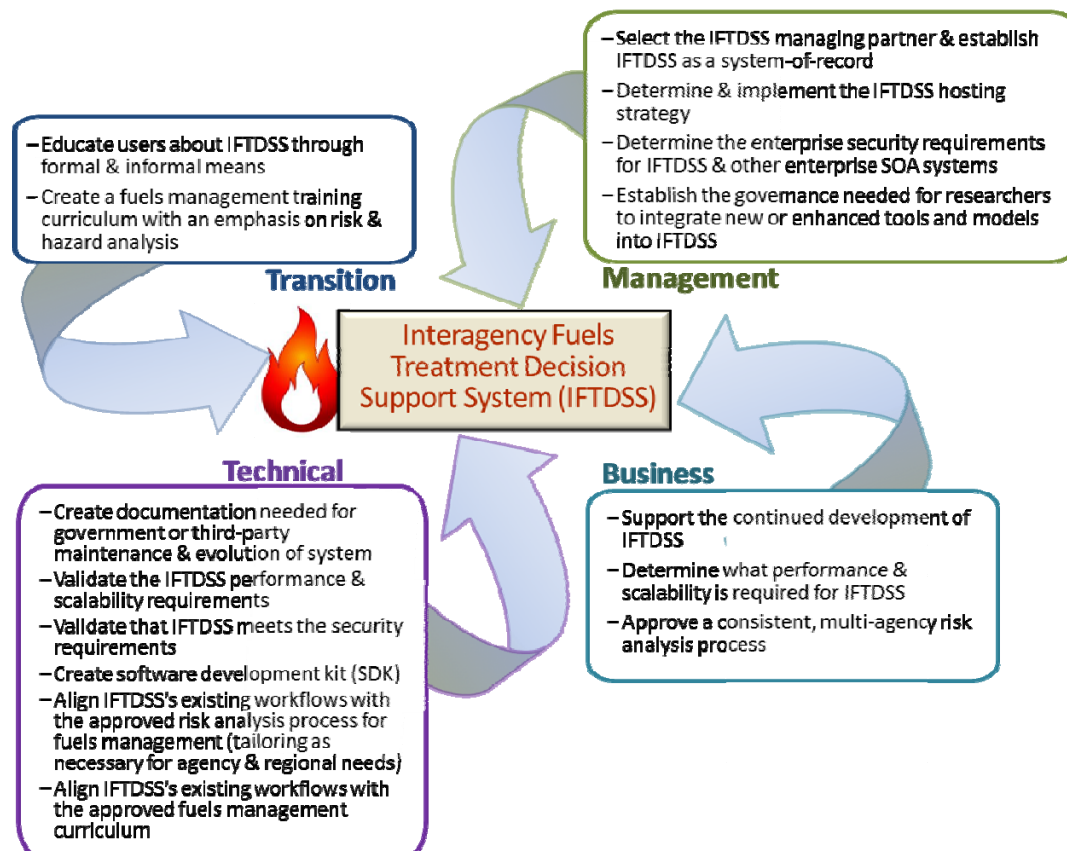 – Select the IFTDSS managing partner & establish
IFTDSS as a system-of-record
– Determine & implement the IFTDSS hosting
strategy
– Determine the enterprise security requirements
for IFTDSS & other enterprise SOA systems
– Establish the governance needed for researchers
to integrate new or enhanced tools and models
into IFTDSS
Management
– Educate users about IFTDSS through
formal & informal means
– Create a fuels management training
curriculum with an emphasis on risk &
hazard analysis
Transition
Interagency Fuels
Treatment Decision
Support System (IFTDSS)
Technical
– Create documentation needed for
government or third-party
maintenance & evolution of system
– Validate the IFTDSS performance &
scalability requirements
– Validate that IFTDSS meets the security
requirements
– Create software development kit (SDK)
– Align IFTDSS's existing workflows with
the approved risk analysis process for
fuels management (tailoring as
necessary for agency & regional needs)
– Align IFTDSS's existing workflows with
the approved fuels management
curriculum
Business
– Support the continued development of
IFTDSS
– Determine what performance &
scalability is required for IFTDSS
– Approve a consistent, multi-agency risk
analysis process